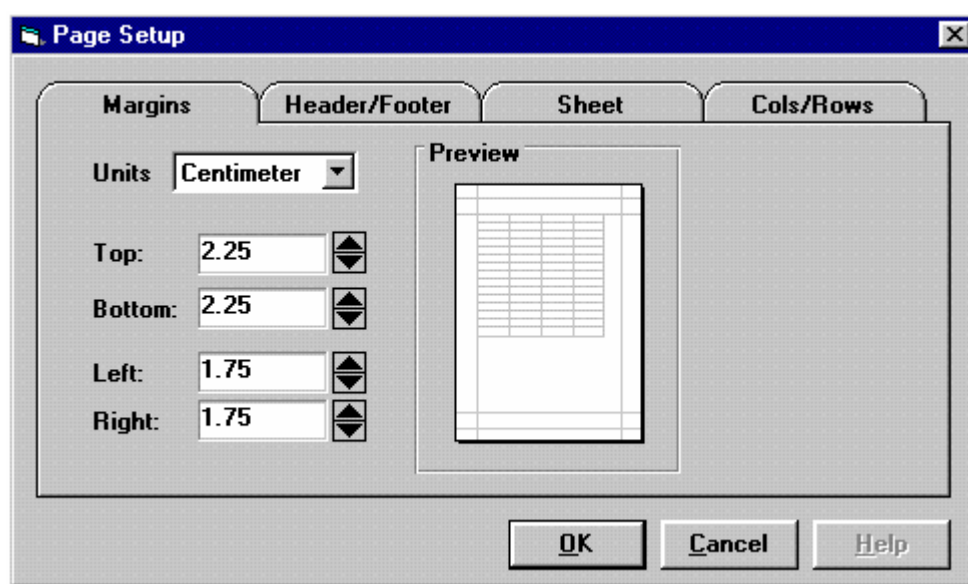 Page Setup
Margins Header/Footer Sheet Cols/Rows
Units Centimeter
Preview
Top: 2.25
Bottom: 2.25
Left: 1.75
Right: 1.75
OK Cancel Help